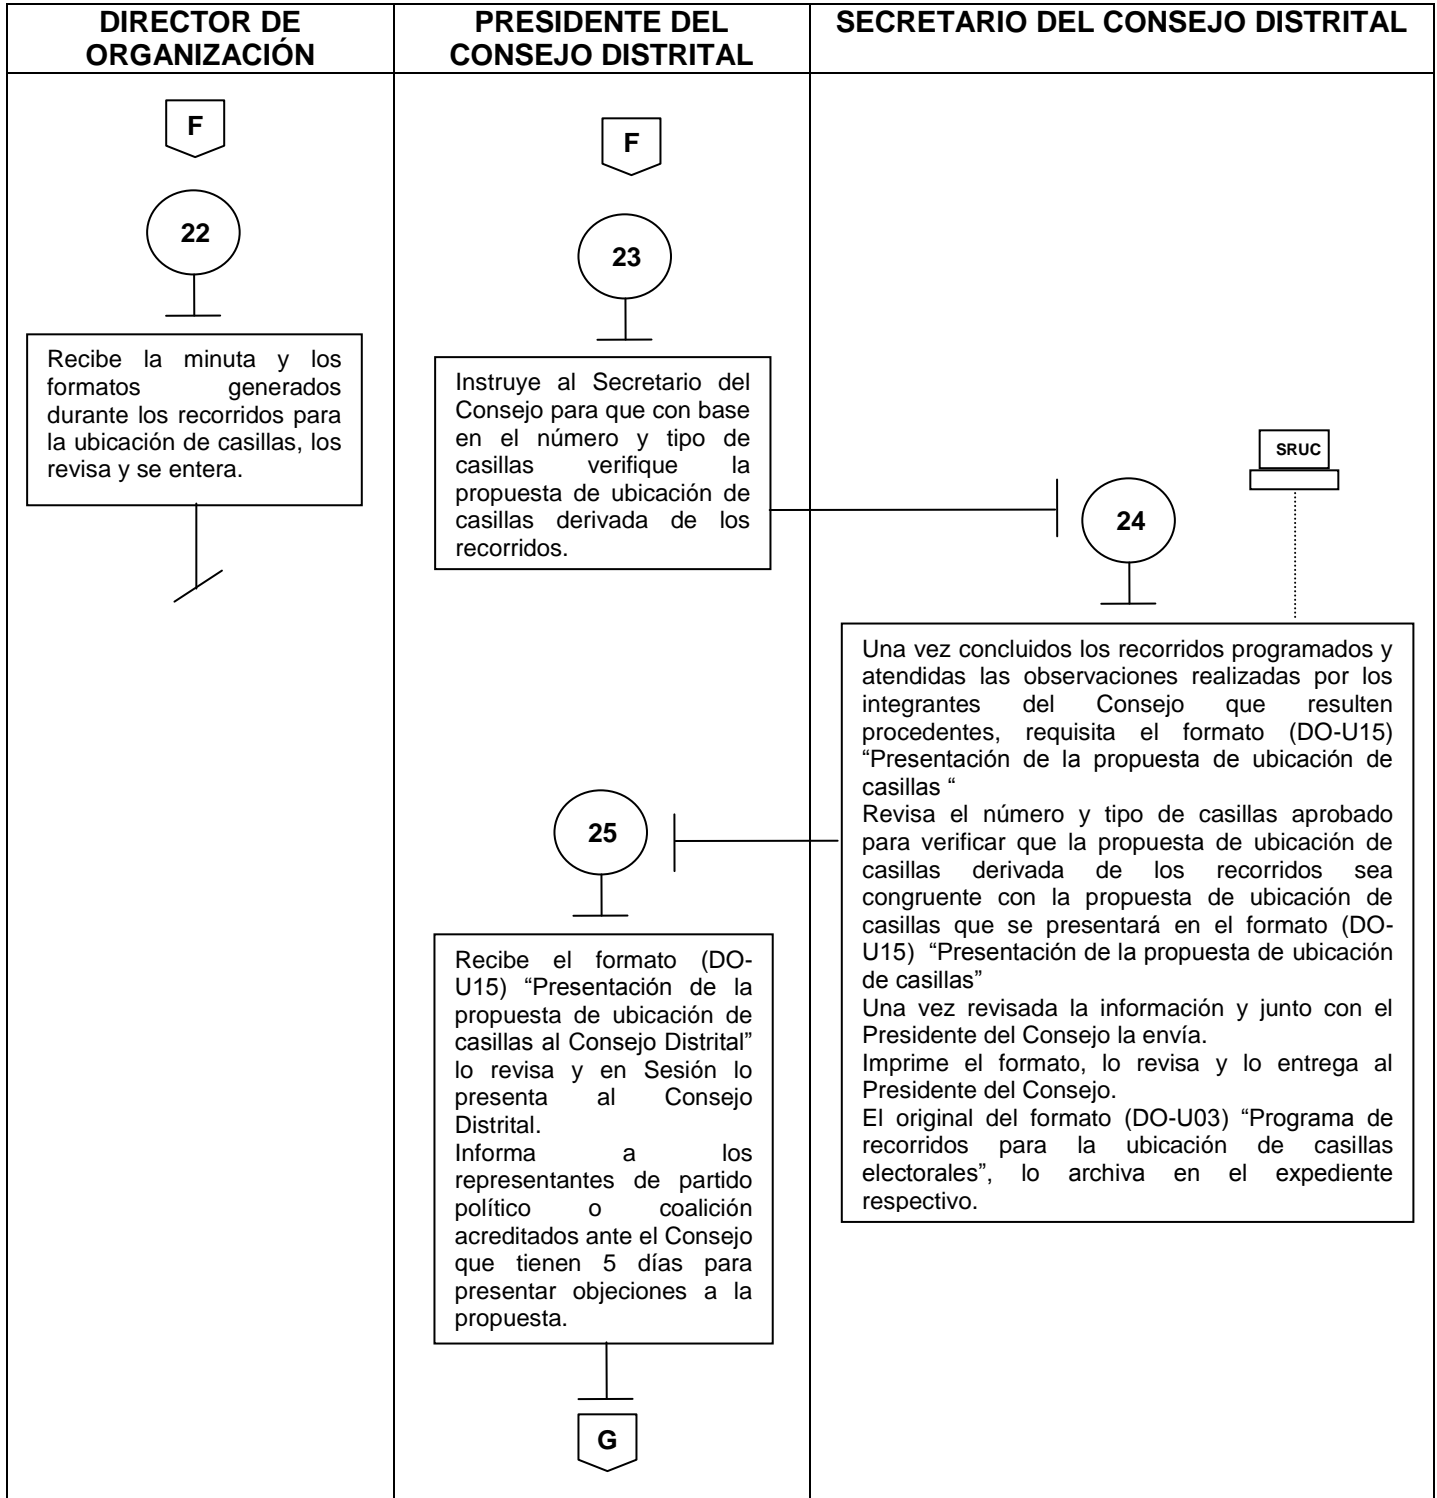 DIRECTOR DE
ORGANIZACIÓN
PRESIDENTE DEL
CONSEJO DISTRITAL
SECRETARIO DEL CONSEJO DISTRITAL
F
22
Recibe la minuta y los
formatos generados
durante los recorridos para
la ubicación de casillas, los
revisa y se entera.
F
23
Instruye al Secretario del
Consejo para que con base
en el número y tipo de
casillas verifique la
propuesta de ubicación de
casillas derivada de los
recorridos.
SRUC
24
Una vez concluidos los recorridos programados y
atendidas las observaciones realizadas por los
integrantes del Consejo que resulten
procedentes, requisita el formato (DO-U15)
“Presentación de la propuesta de ubicación de
casillas “
Revisa el número y tipo de casillas aprobado
para verificar que la propuesta de ubicación de
casillas derivada de los recorridos sea
congruente con la propuesta de ubicación de
casillas que se presentará en el formato (DO-
U15) “Presentación de la propuesta de ubicación
de casillas”
Una vez revisada la información y junto con el
Presidente del Consejo la envía.
Imprime el formato, lo revisa y lo entrega al
Presidente del Consejo.
El original del formato (DO-U03) “Programa de
recorridos para la ubicación de casillas
electorales”, lo archiva en el expediente
respectivo.
25
Recibe el formato (DO-
U15) “Presentación de la
propuesta de ubicación de
casillas al Consejo Distrital”
lo revisa y en Sesión lo
presenta al Consejo
Distrital.
Informa a los
representantes de partido
político o coalición
acreditados ante el Consejo
que tienen 5 días para
presentar objeciones a la
propuesta.
G